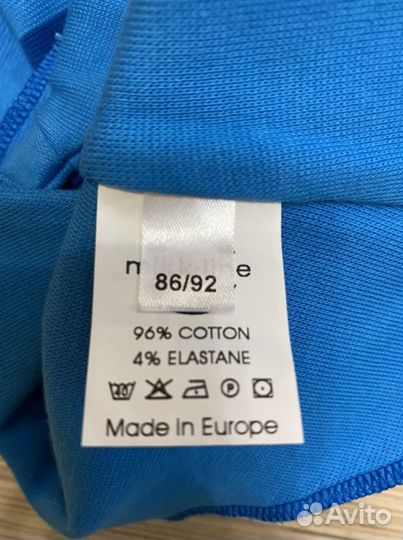 86/92
96% COTTON
4% ELASTANE
Made in Europe
Avito